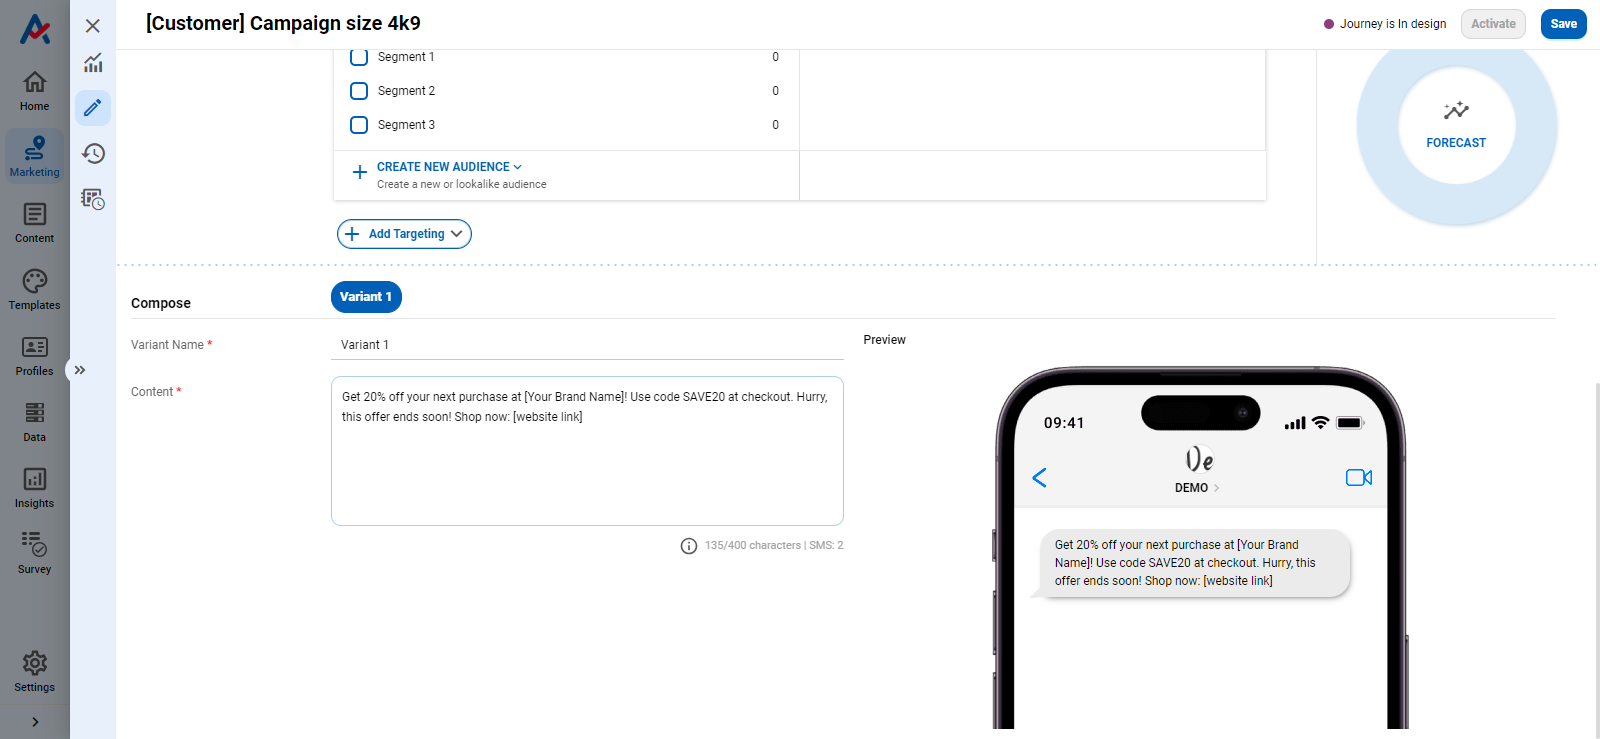 [Customer] Campaign size 4k9
Journey is In design
Activate
Save
Home
Marketing
Content
Templates
Profiles
Data
Insights
Survey
Settings
Segment 1 0
Segment 2 0
Segment 3 0
CREATE NEW AUDIENCE
Create a new or lookalike audience
Add Targeting
FORECAST
Compose
Variant 1
Variant Name *
Variant 1
Content *
Get 20% off your next purchase at [Your Brand Name]! Use code SAVE20 at checkout. Hurry,
this offer ends soon! Shop now: [website link]
135/400 characters | SMS: 2
Preview
09:41
De
DEMO
Get 20% off your next purchase at [Your Brand
Name]! Use code SAVE20 at checkout. Hurry, this
offer ends soon! Shop now: [website link]